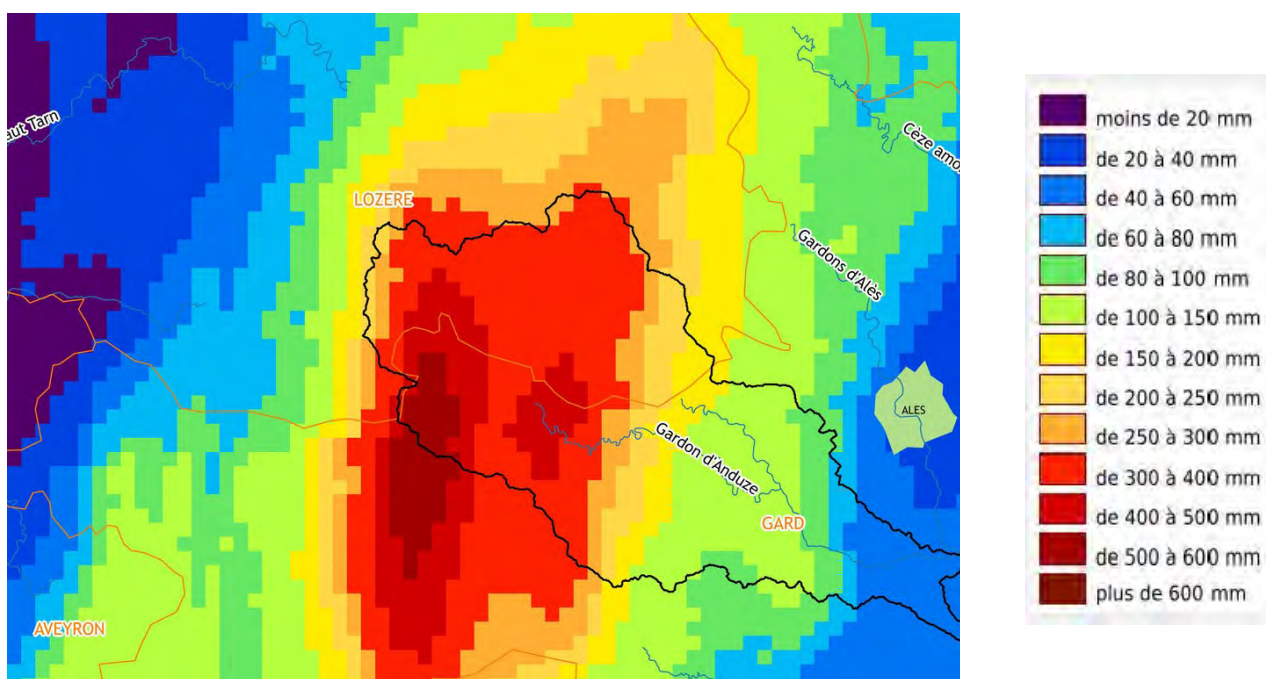 aut Tarn
Cèze amo
LOZERE
Gardons d'Alès
ALES
Gardon d'Anduze
GARD
AVEYRON
moins de 20 mm
de 20 à 40 mm
de 40 à 60 mm
de 60 à 80 mm
de 80 à 100 mm
de 100 à 150 mm
de 150 à 200 mm
de 200 à 250 mm
de 250 à 300 mm
de 300 à 400 mm
de 400 à 500 mm
de 500 à 600 mm
plus de 600 mm